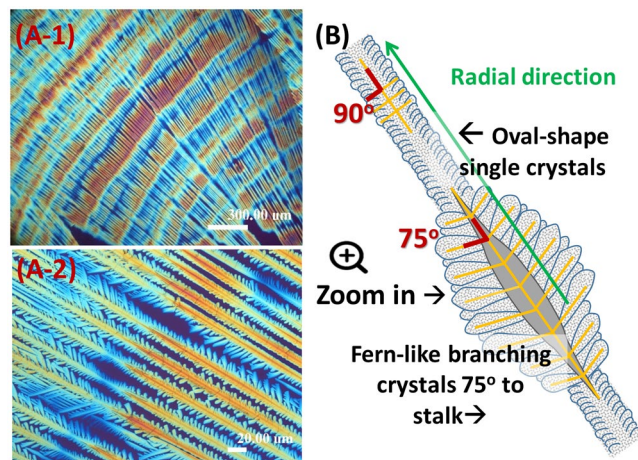 (A-1)
300.00 um
(A-2)
20.00 um
(B)
Radial direction
90°
← Oval-shape
single crystals
75°
Zoom in →
Fern-like branching
crystals 75° to
stalk→